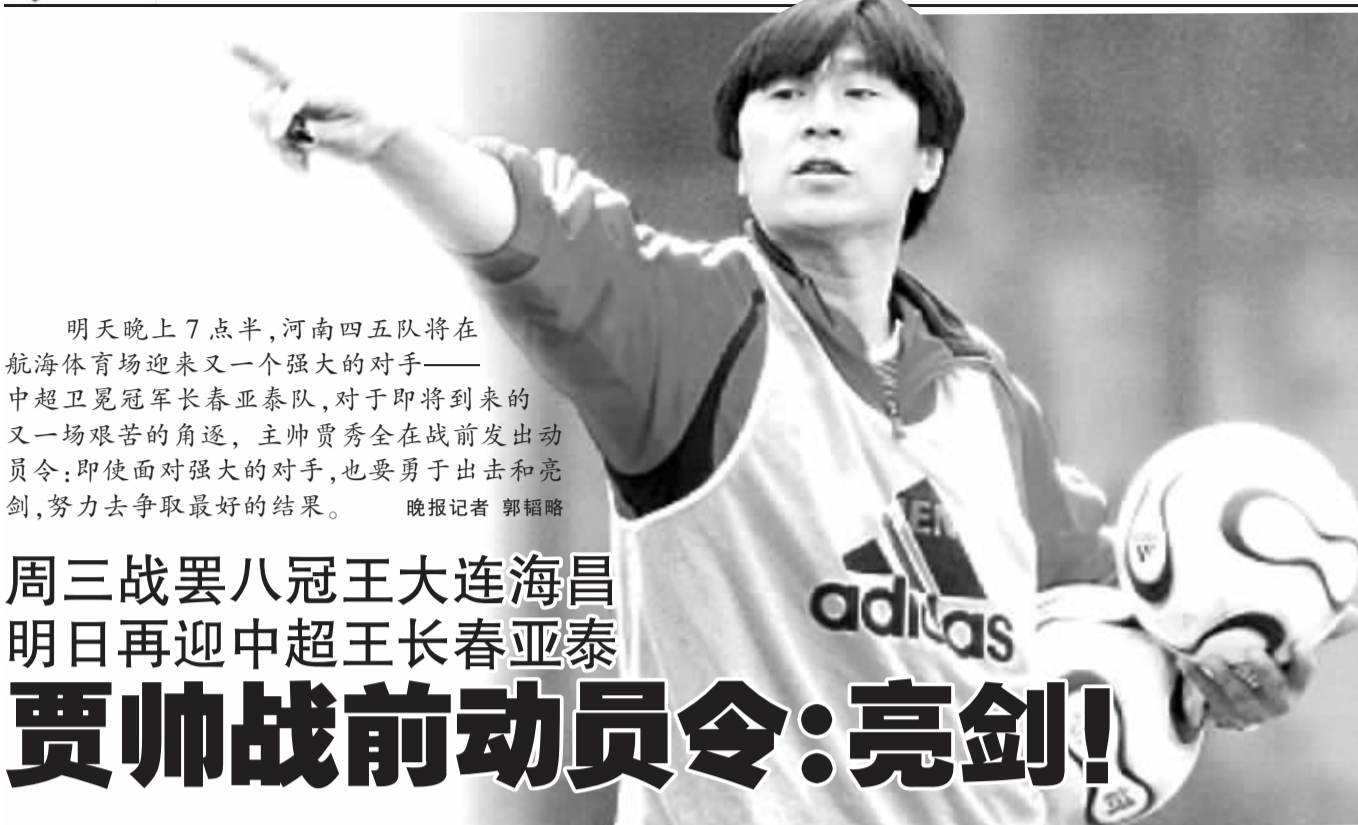 明天晚上7点半,河南四五队将在
航海体育场迎来又一个强大的对手——
中超卫冕冠军长春亚泰队,对于即将到来的
又一场艰苦的角逐,主帅贾秀全在战前发出动
员令:即使面对强大的对手,也要勇于出击和亮
剑,努力去争取最好的结果。 晚报记者 郭韬略
周三战罢八冠王大连海昌
明日再迎中超王长春亚泰
贾帅战前动员令:亮剑!
adidas